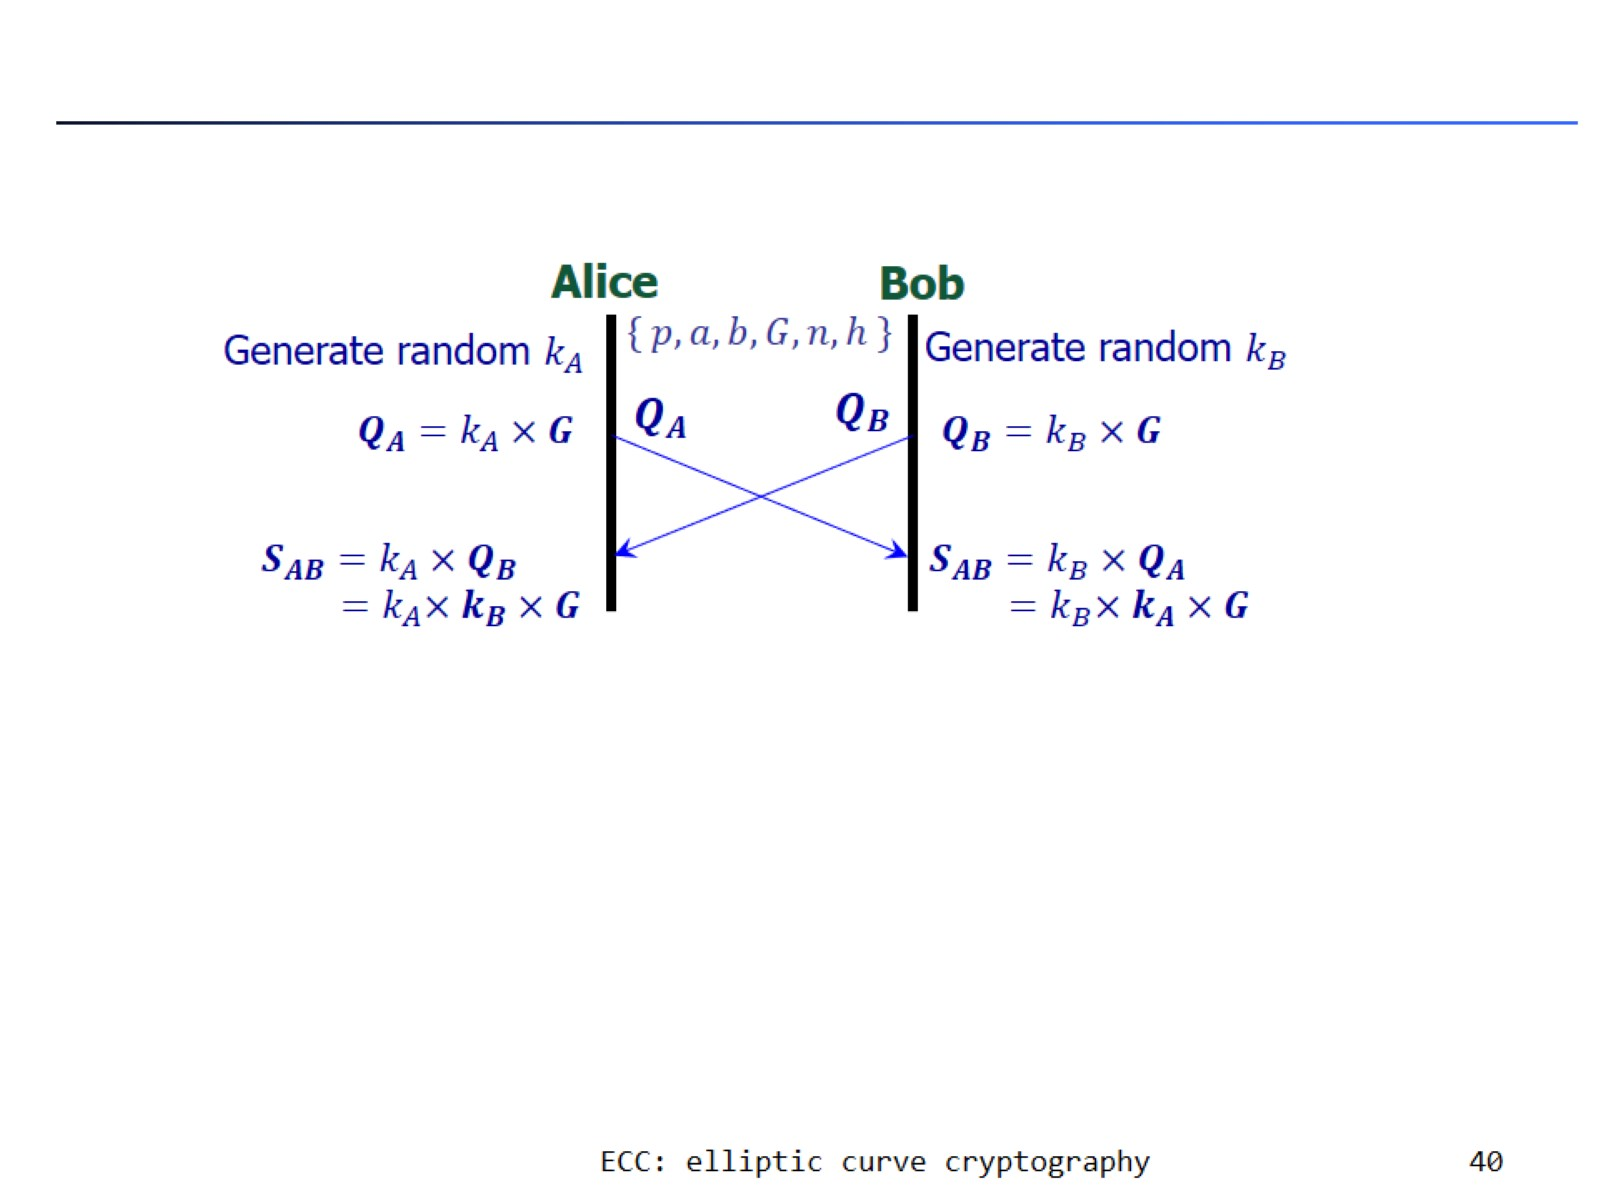 Alice Bob
{ p, a, b, G, n, h }
Generate random k_A Generate random k_B
Q_A Q_B
Q_A = k_A × G Q_B = k_B × G
S_AB = k_A × Q_B S_AB = k_B × Q_A
= k_A × k_B × G = k_B × k_A × G
ECC: elliptic curve cryptography 40